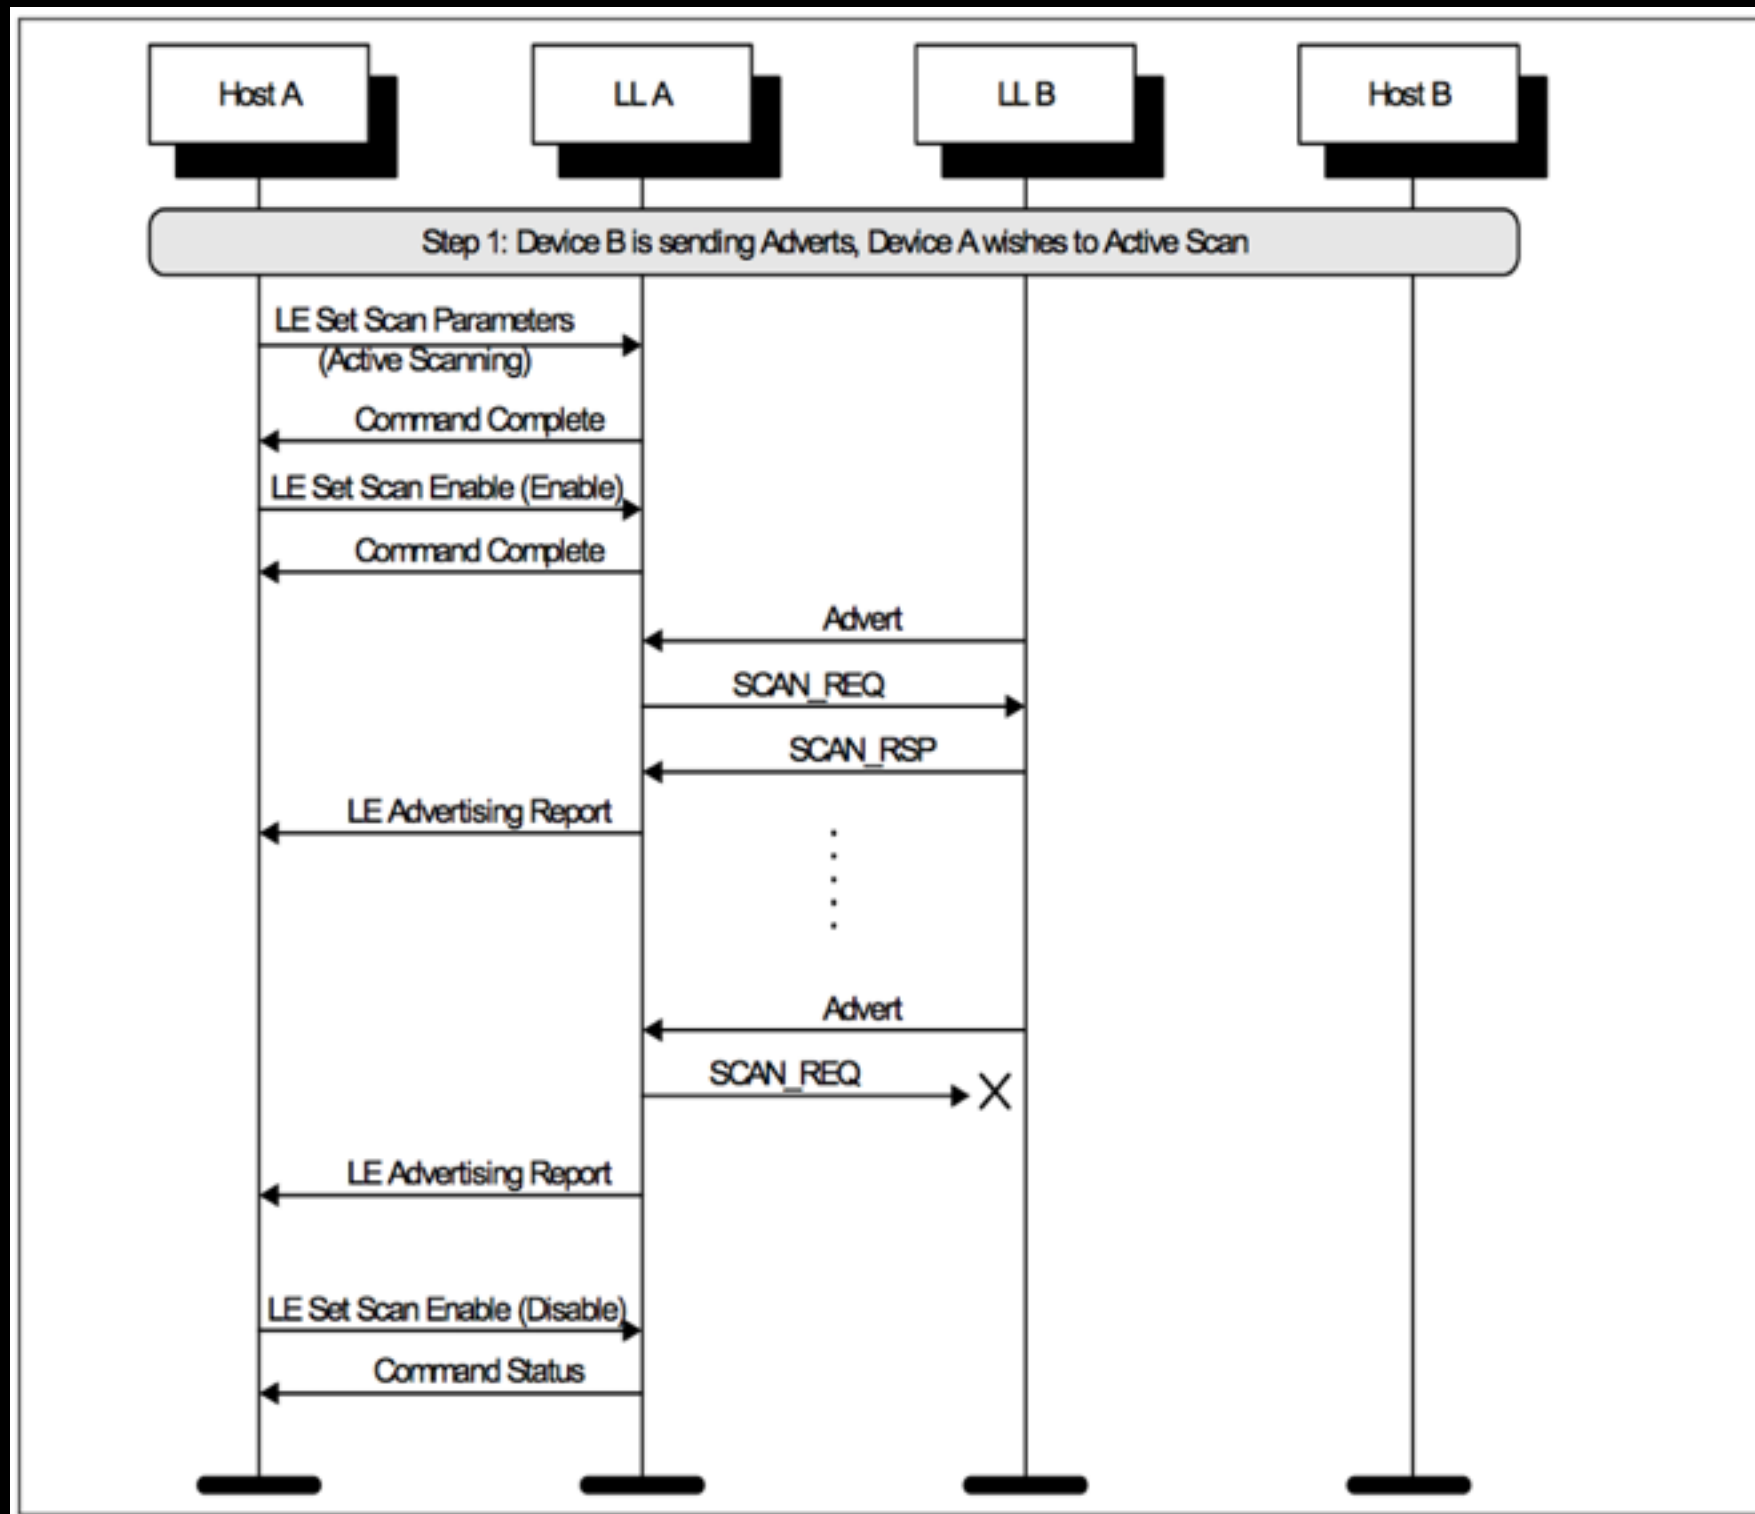 Host A
LL A
LL B
Host B
Step 1: Device B is sending Adverts, Device A wishes to Active Scan
LE Set Scan Parameters
(Active Scanning)
Command Complete
LE Set Scan Enable (Enable)
Command Complete
Advert
SCAN_REQ
SCAN_RSP
LE Advertising Report
Advert
SCAN_REQ
LE Advertising Report
LE Set Scan Enable (Disable)
Command Status